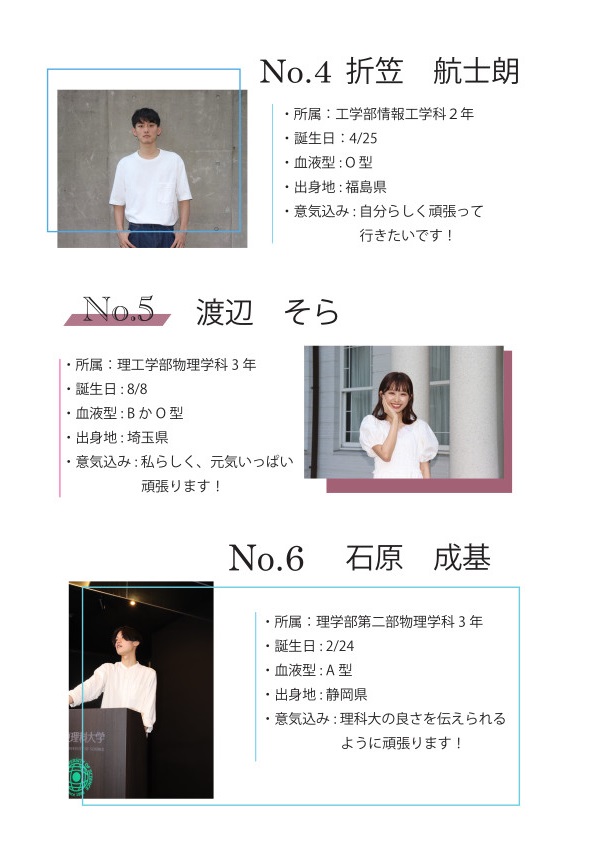 No.4 折笠　航士朗
・所属：工学部情報工学科２年
・誕生日：4/25
・血液型 : O 型
・出身地 : 福島県
・意気込み : 自分らしく頑張って
行きたいです！
No.5 渡辺　そら
・所属：理工学部物理学科 3 年
・誕生日 : 8/8
・血液型 : B か O 型
・出身地 : 埼玉県
・意気込み : 私らしく、元気いっぱい
頑張ります！
No.6 石原　成基
・所属：理学部第二部物理学科 3 年
・誕生日 : 2/24
・血液型 : A 型
・出身地 : 静岡県
・意気込み : 理科大の良さを伝えられる
ように頑張ります！
理科大学